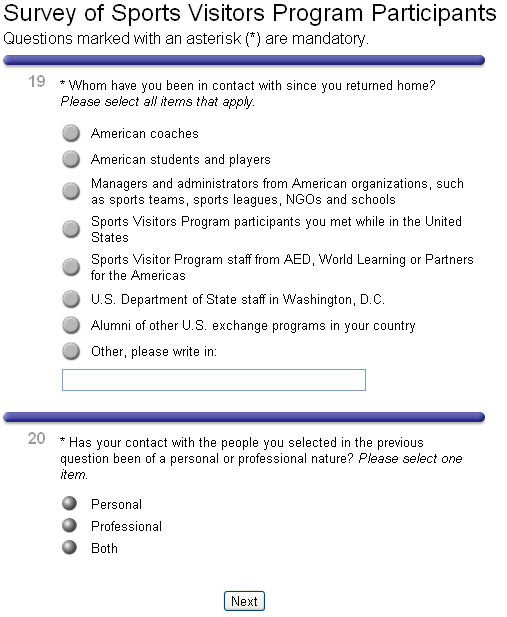 Survey of Sports Visitors Program Participants
Questions marked with an asterisk (*) are mandatory.
19
* Whom have you been in contact with since you returned home?
Please select all items that apply.
American coaches
American students and players
Managers and administrators from American organizations, such
as sports teams, sports leagues, NGOs and schools
Sports Visitors Program participants you met while in the United
States
Sports Visitor Program staff from AED, World Learning or Partners
for the Americas
U.S. Department of State staff in Washington, D.C.
Alumni of other U.S. exchange programs in your country
Other, please write in:
20
* Has your contact with the people you selected in the previous
question been of a personal or professional nature? Please select one
item.
Personal
Professional
Both
Next